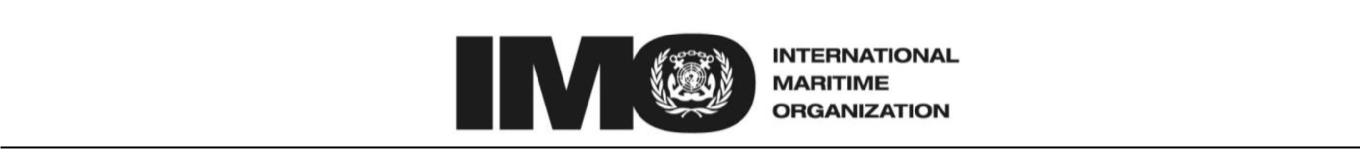 IMO
INTERNATIONAL
MARITIME
ORGANIZATION